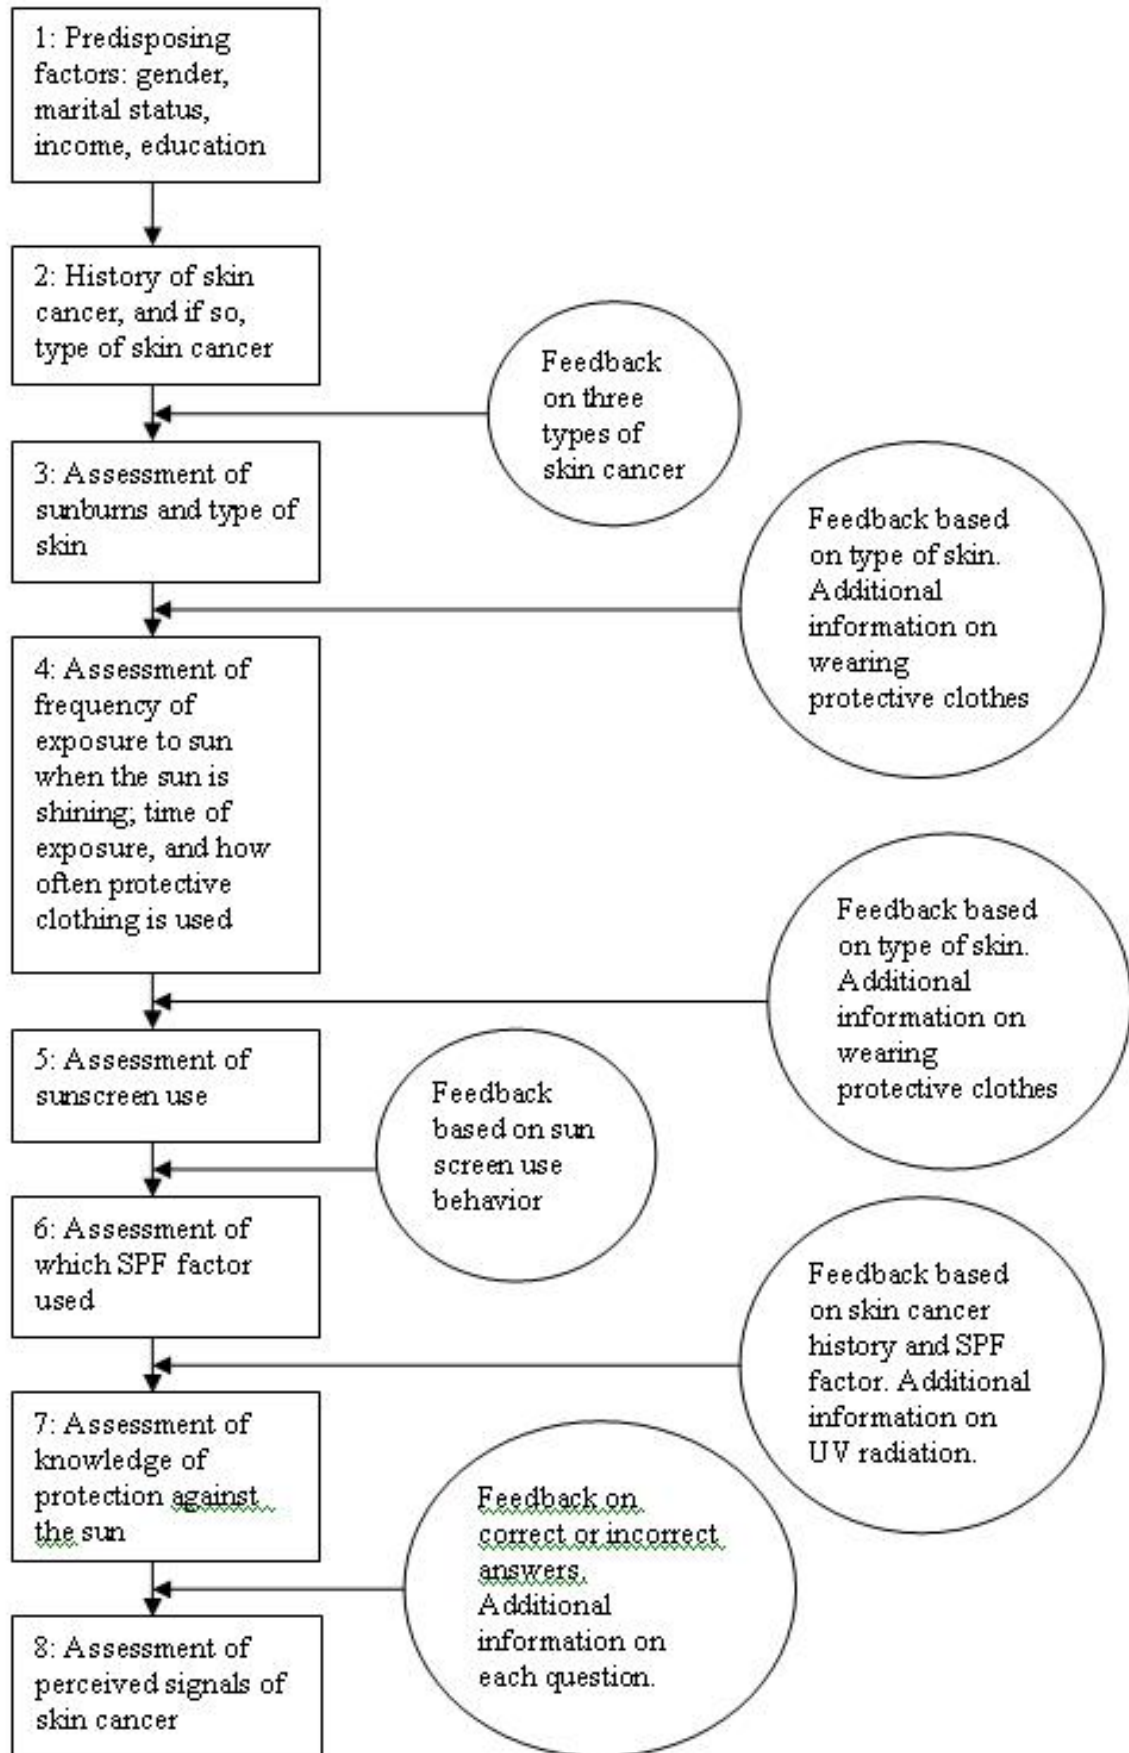 1: Predisposing
factors: gender,
marital status,
income, education
2: History of skin
cancer, and if so,
type of skin cancer
Feedback
on three
types of
skin cancer
3: Assessment of
sunburns and type of
skin
Feedback based
on type of skin.
Additional
information on
wearing
protective clothes
4: Assessment of
frequency of
exposure to sun
when the sun is
shining; time of
exposure, and how
often protective
clothing is used
Feedback based
on type of skin.
Additional
information on
wearing
protective clothes
5: Assessment of
sunscreen use
Feedback
based on sun
screen use
behavior
6: Assessment of
which SPF factor
used
Feedback based
on skin cancer
history and SPF
factor. Additional
information on
UV radiation.
7: Assessment of
knowledge of
protection against
the sun
Feedback on
correct or incorrect
answers.
Additional
information on
each question.
8: Assessment of
perceived signals of
skin cancer